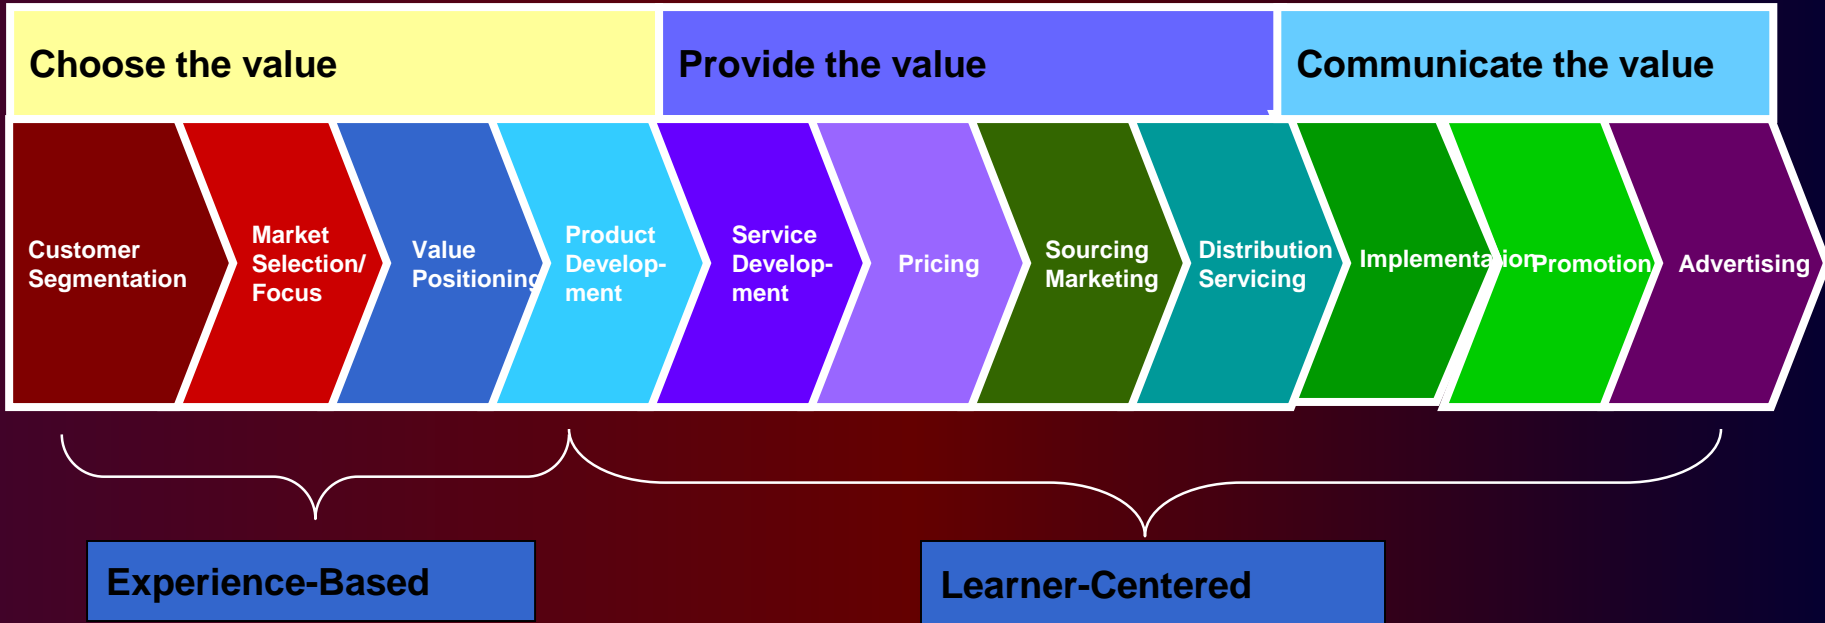 Choose the value
Provide the value
Communicate the value
Customer
Segmentation
Market
Selection/
Focus
Value
Positioning
Product
Develop-
ment
Service
Develop-
ment
Pricing
Sourcing
Marketing
Distribution
Servicing
Implementation
Promotion
Advertising
Experience-Based
Learner-Centered